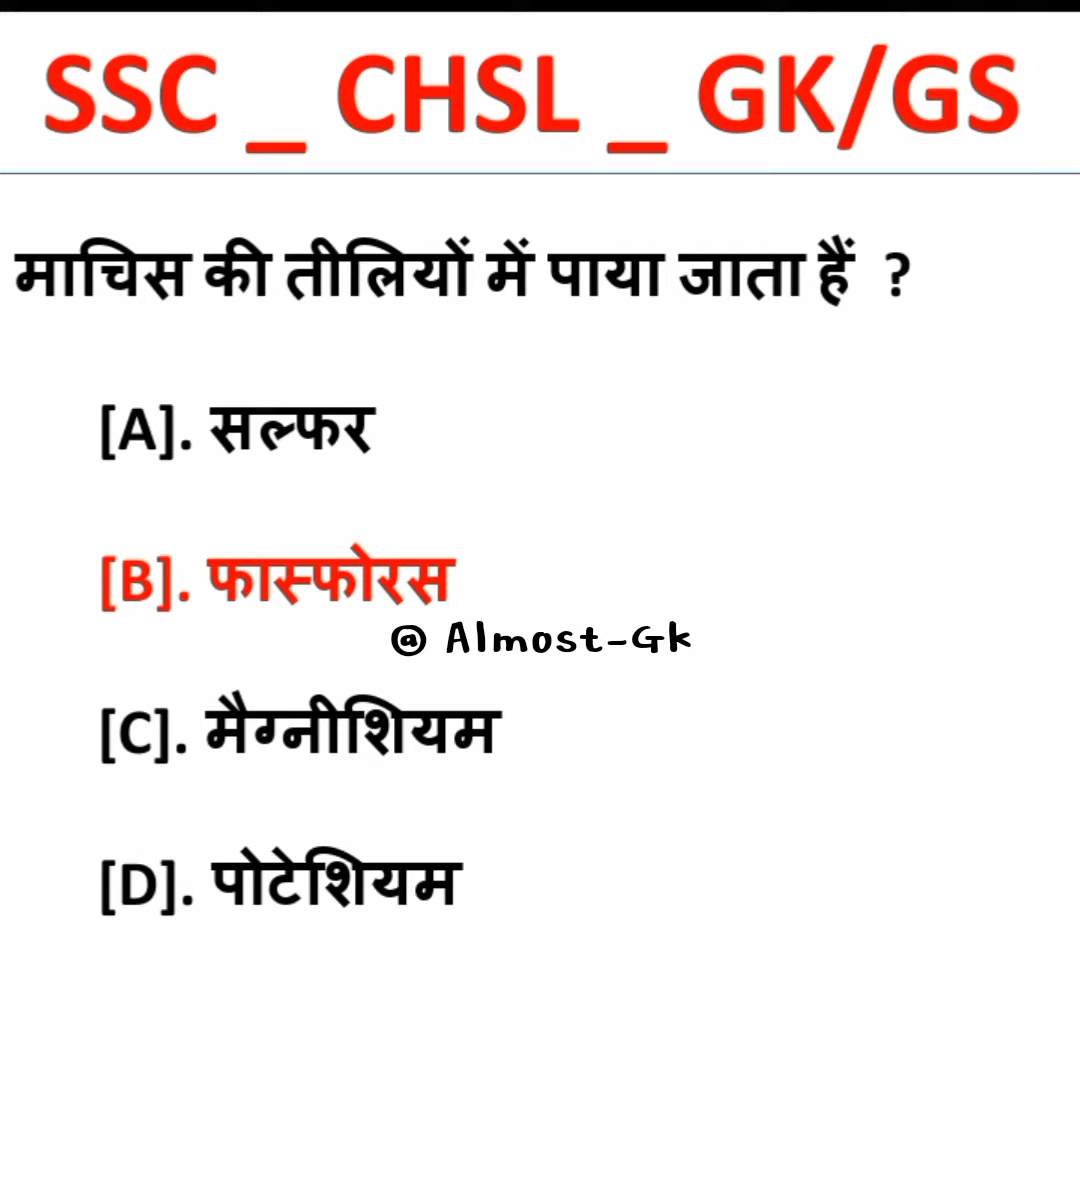 SSC _ CHSL _ GK/GS
माचिस की तीलियों में पाया जाता हैं ?
[A]. सल्फर
[B]. फास्फोरस
@ Almost-Gk
[C]. मैग्नीशियम
[D]. पोटेशियम